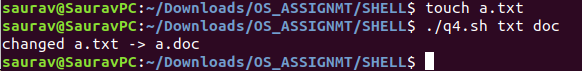 saurav@SauravPC:~/Downloads/OS_ASSIGNMT/SHELL$ touch a.txt
saurav@SauravPC:~/Downloads/OS_ASSIGNMT/SHELL$ ./q4.sh txt doc
changed a.txt -> a.doc
saurav@SauravPC:~/Downloads/OS_ASSIGNMT/SHELL$